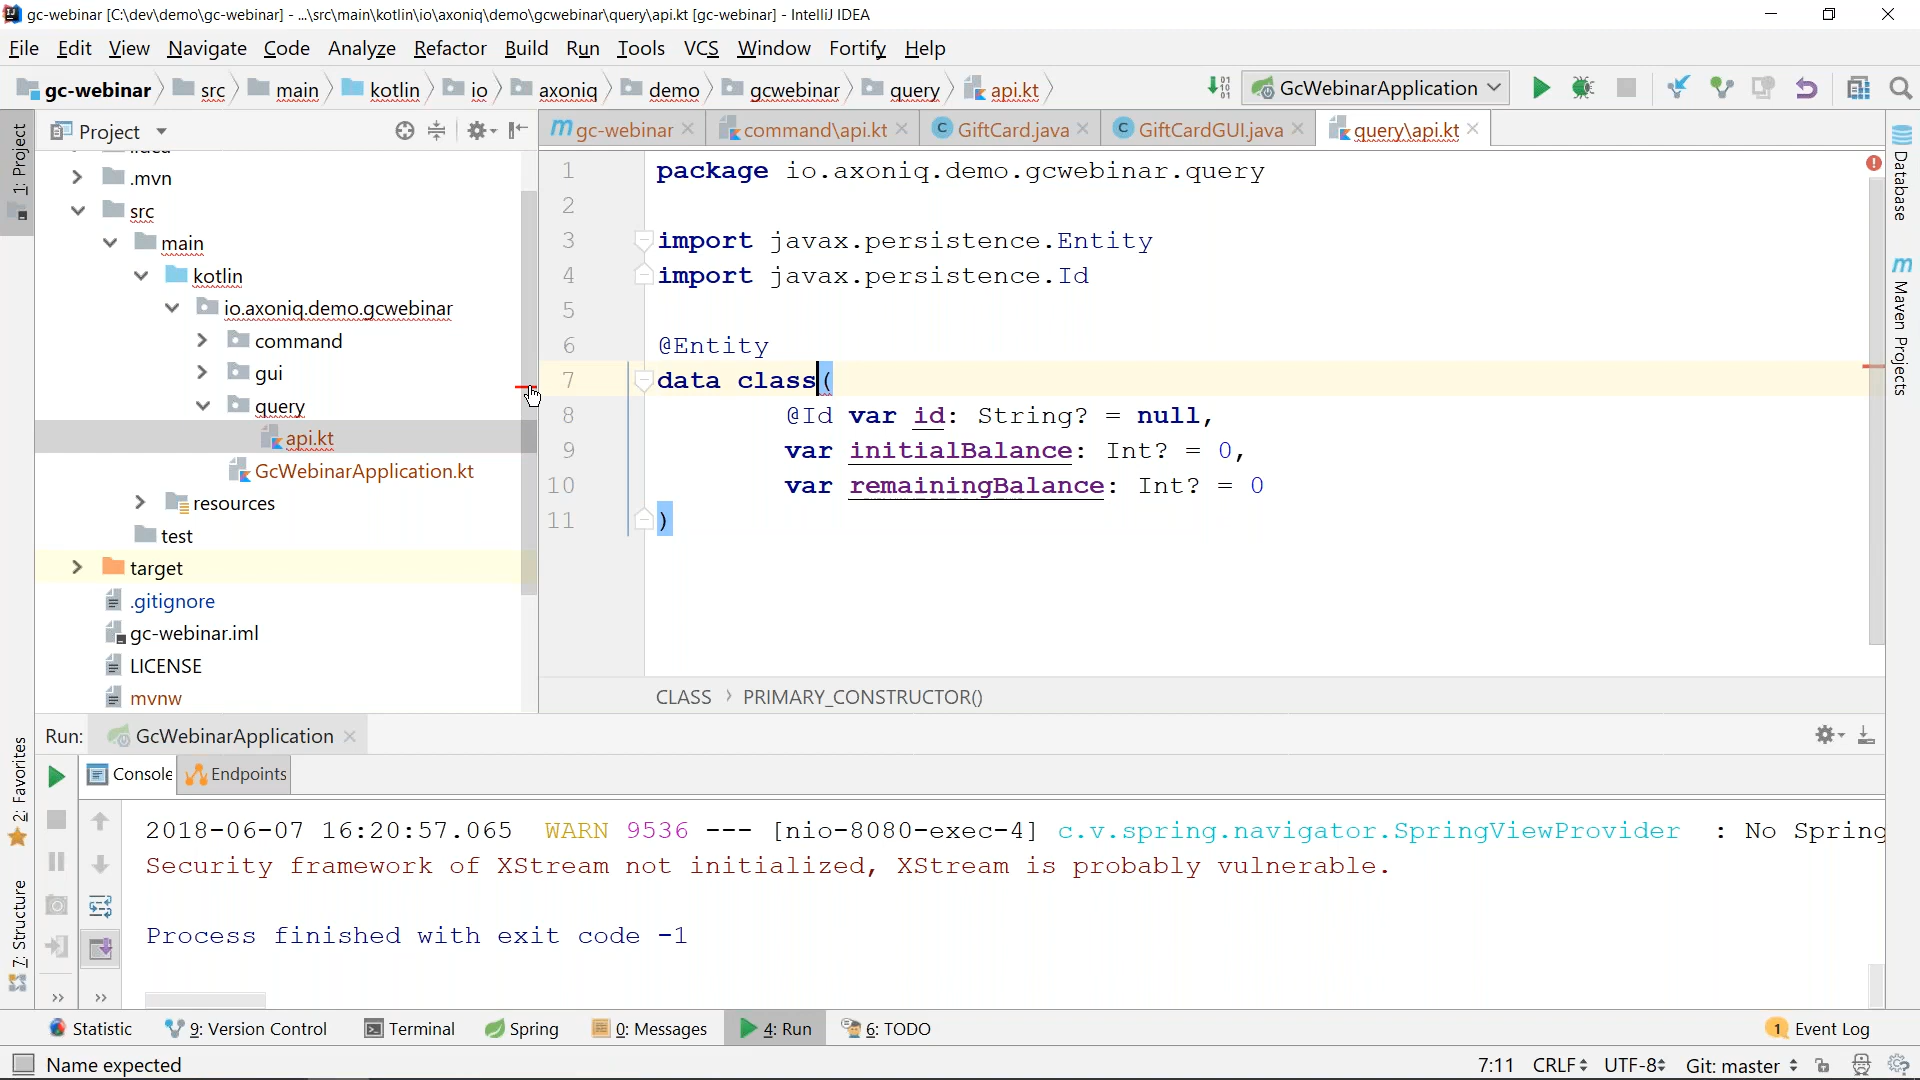 gc-webinar [C:\dev\demo\gc-webinar] - ...\src\main\kotlin\io\axoniq\demo\gcwebinar\query\api.kt [gc-webinar] - IntelliJ IDEA
File Edit View Navigate Code Analyze Refactor Build Run Tools VCS Window Fortify Help
gc-webinar src main kotlin io axoniq demo gcwebinar query api.kt GcWebinarApplication
1: Project
Project
gc-webinar command\api.kt GiftCard.java GiftCardGUI.java query\api.kt
.mvn
src
main
kotlin
io.axoniq.demo.gcwebinar
command
gui
query
api.kt
GcWebinarApplication.kt
resources
test
target
.gitignore
gc-webinar.iml
LICENSE
mvnw
1 package io.axoniq.demo.gcwebinar.query
2
3 import javax.persistence.Entity
4 import javax.persistence.Id
5
6 @Entity
7 data class(
8 @Id var id: String? = null,
9 var initialBalance: Int? = 0,
10 var remainingBalance: Int? = 0
11 )
CLASS › PRIMARY_CONSTRUCTOR()
Database
Maven Projects
Run: GcWebinarApplication
Console Endpoints
2: Favorites
7: Structure
2018-06-07 16:20:57.065 WARN 9536 --- [nio-8080-exec-4] c.v.spring.navigator.SpringViewProvider : No Spring
Security framework of XStream not initialized, XStream is probably vulnerable.
Process finished with exit code -1
Statistic 9: Version Control Terminal Spring 0: Messages 4: Run 6: TODO 1 Event Log
Name expected 7:11 CRLF UTF-8 Git: master